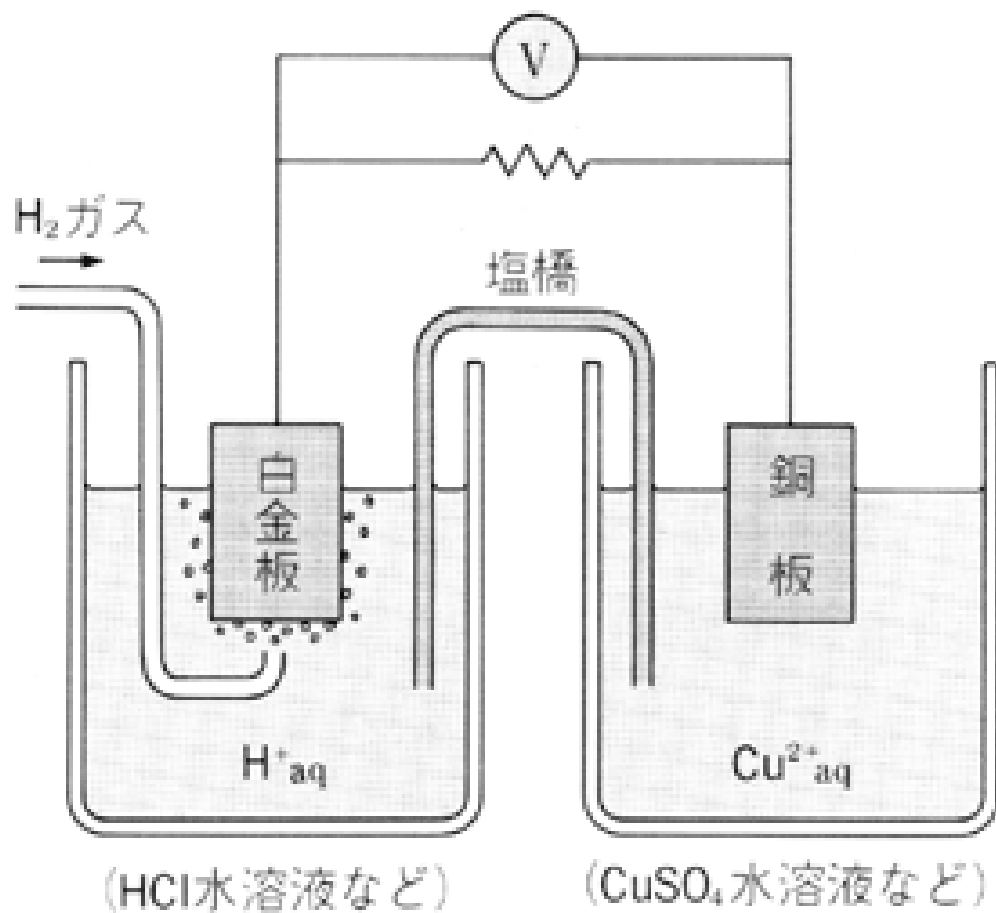 V
H₂ガス
塩橋
白金板
銅板
H⁺aq
Cu²⁺aq
(HCl水溶液など)
(CuSO₄水溶液など)